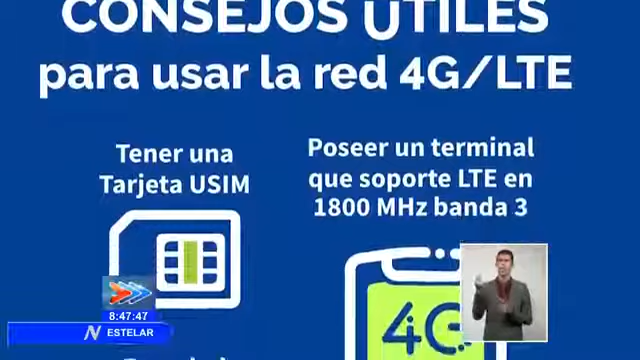 CONSEJOS ÚTILES
para usar la red 4G/LTE
Tener una
Tarjeta USIM
Poseer un terminal
que soporte LTE en
1800 MHz banda 3
4G
8:47:47
N ESTELAR